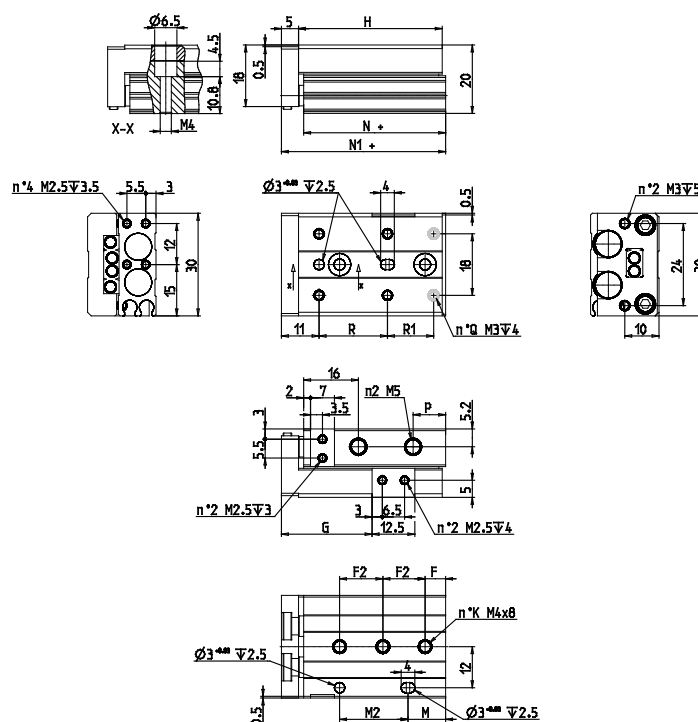 Ø6.5
4.5
10.8
X-X
M4
5
H
18
0.5
20
N +
N1 +
n°4 M2.5↧3.5
5.5
3
12
15
30
Ø3 ↧2.5
4
0.5
18
x
x
11
R
R1
n°Q M3↧4
n°2 M3↧5
24
10
16
2
7
3.5
n2 M5
P
5.2
3
5.5
n°2 M2.5↧3
3
6.5
12.5
5
G
n°2 M2.5↧4
F2
F2
F
n°K M4x8
Ø3 ↧2.5
4
12
0.5
M2
M
Ø3 ↧2.5